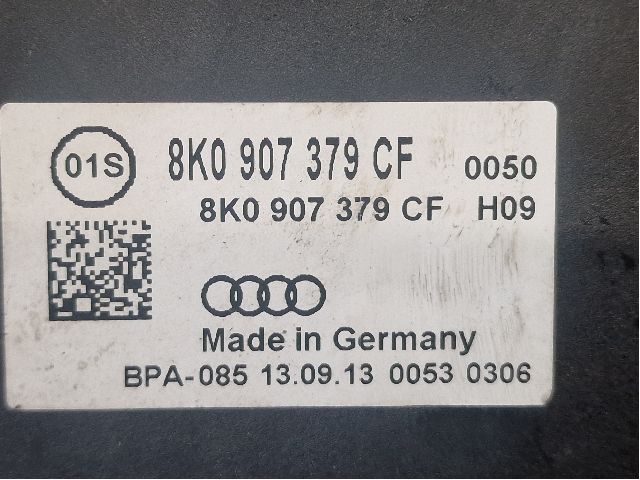 01S 8K0 907 379 CF 0050
8K0 907 379 CF H09
Made in Germany
BPA-085 13.09.13 0053 0306